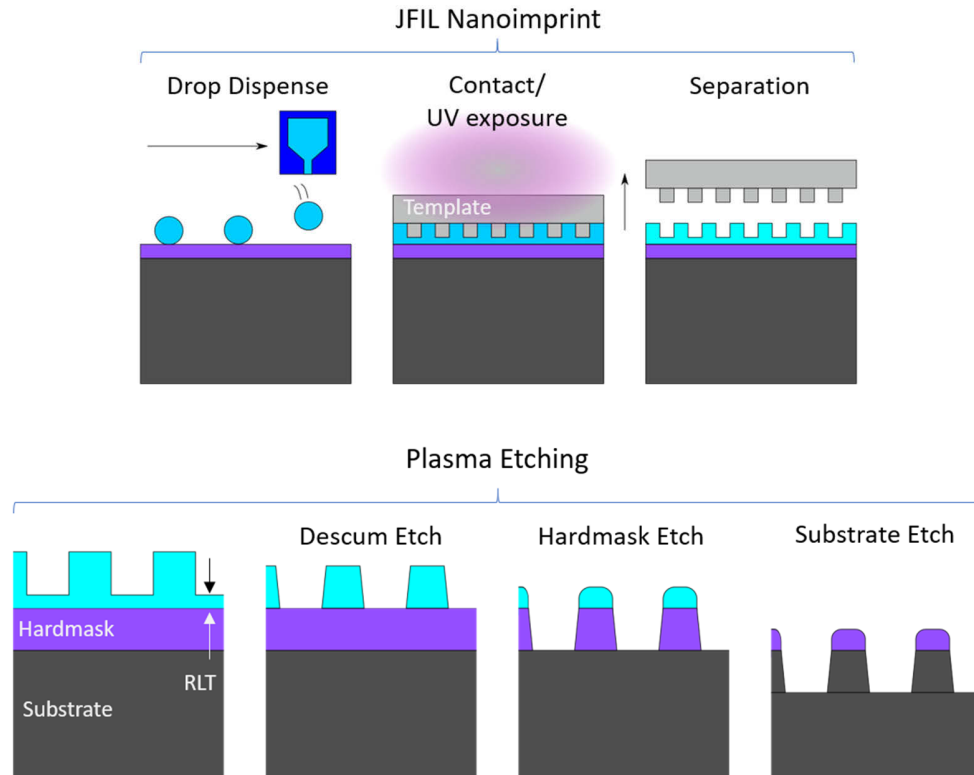 JFIL Nanoimprint
Drop Dispense
Contact/
UV exposure
Separation
Template
Plasma Etching
Descum Etch
Hardmask Etch
Substrate Etch
Hardmask
RLT
Substrate